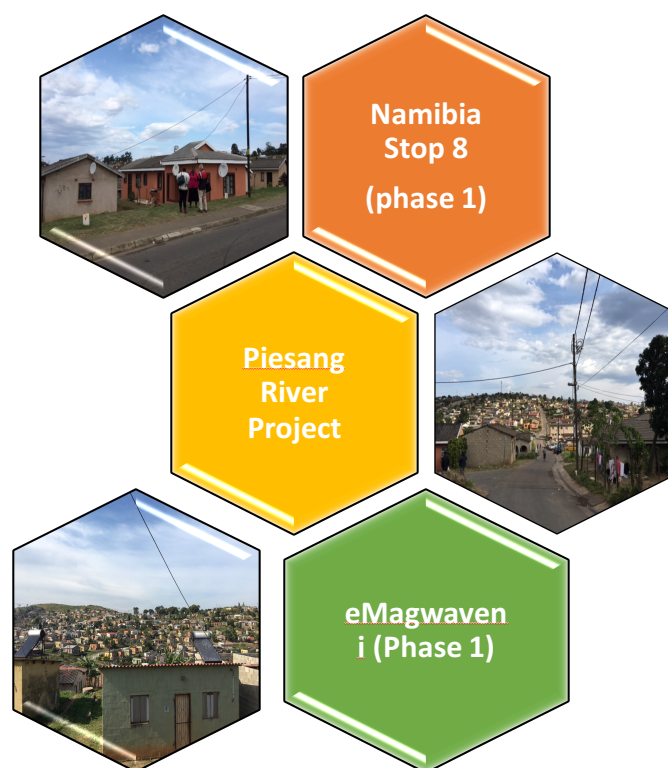 Namibia
Stop 8
(phase 1)
Piesang
River
Project
eMagwaven
i (Phase 1)